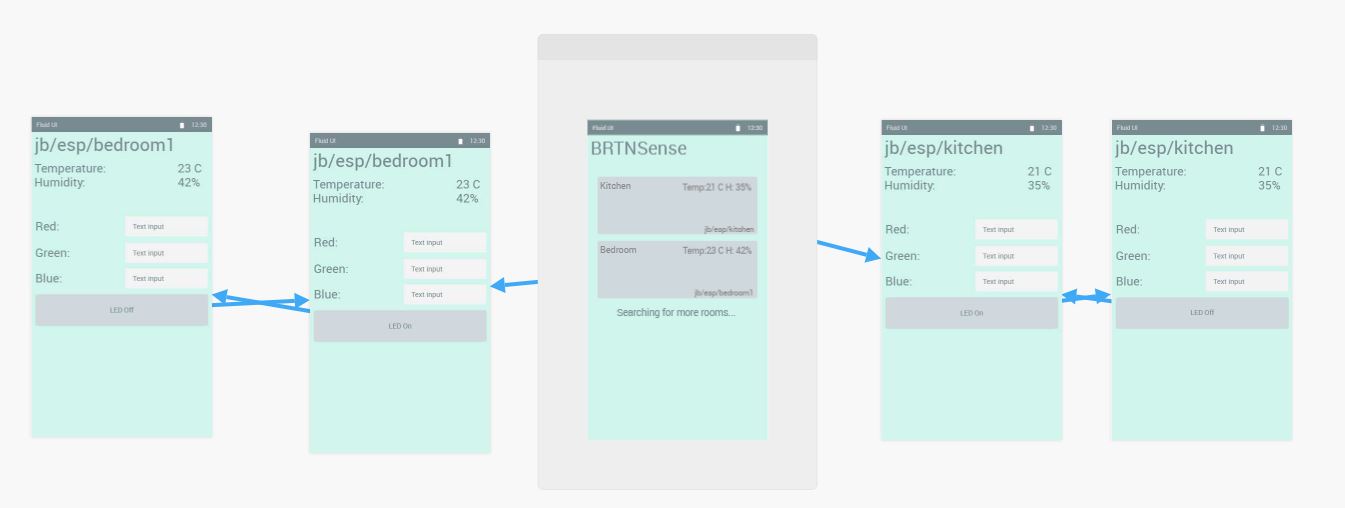 Fluid UI 12:30
jb/esp/bedroom1
Temperature: 23 C
Humidity: 42%
Red: Text input
Green: Text input
Blue: Text input
LED Off
Fluid UI 12:30
jb/esp/bedroom1
Temperature: 23 C
Humidity: 42%
Red: Text input
Green: Text input
Blue: Text input
LED On
Fluid UI 12:30
BRTNSense
Kitchen Temp:21 C H: 35%
jb/esp/kitchen
Bedroom Temp:23 C H: 42%
jb/esp/bedroom1
Searching for more rooms...
Fluid UI 12:30
jb/esp/kitchen
Temperature: 21 C
Humidity: 35%
Red: Text input
Green: Text input
Blue: Text input
LED On
Fluid UI 12:30
jb/esp/kitchen
Temperature: 21 C
Humidity: 35%
Red: Text input
Green: Text input
Blue: Text input
LED Off